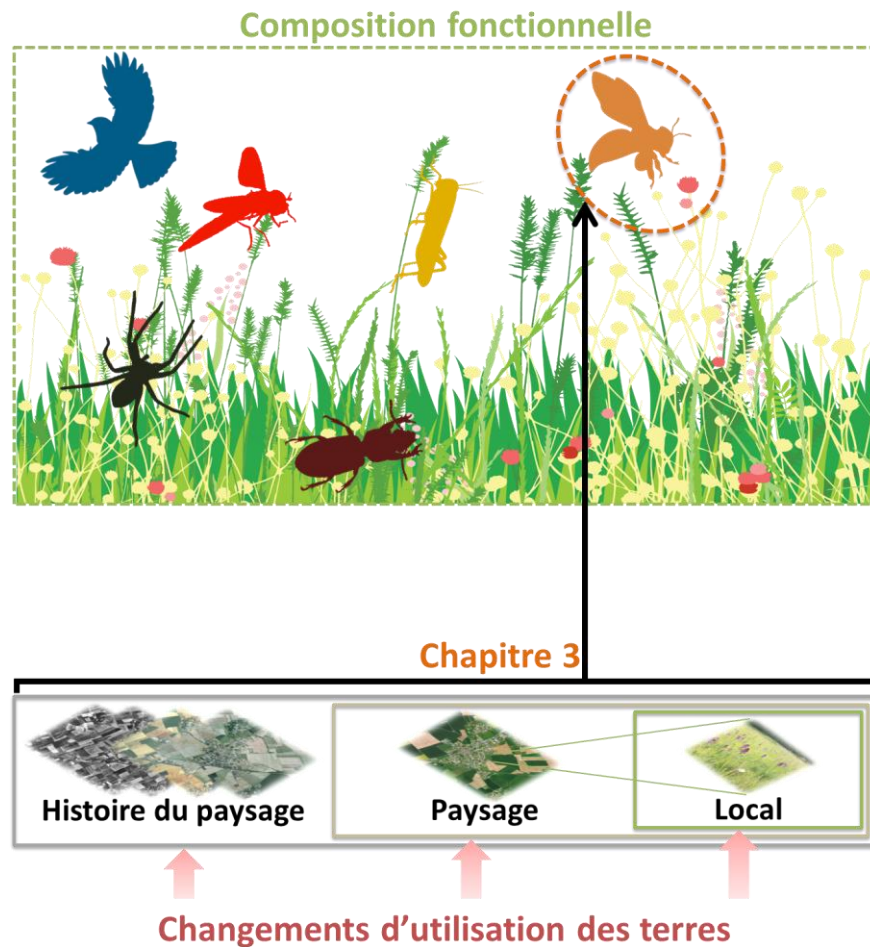 Composition fonctionnelle
Chapitre 3
Histoire du paysage
Paysage
Local
Changements d'utilisation des terres